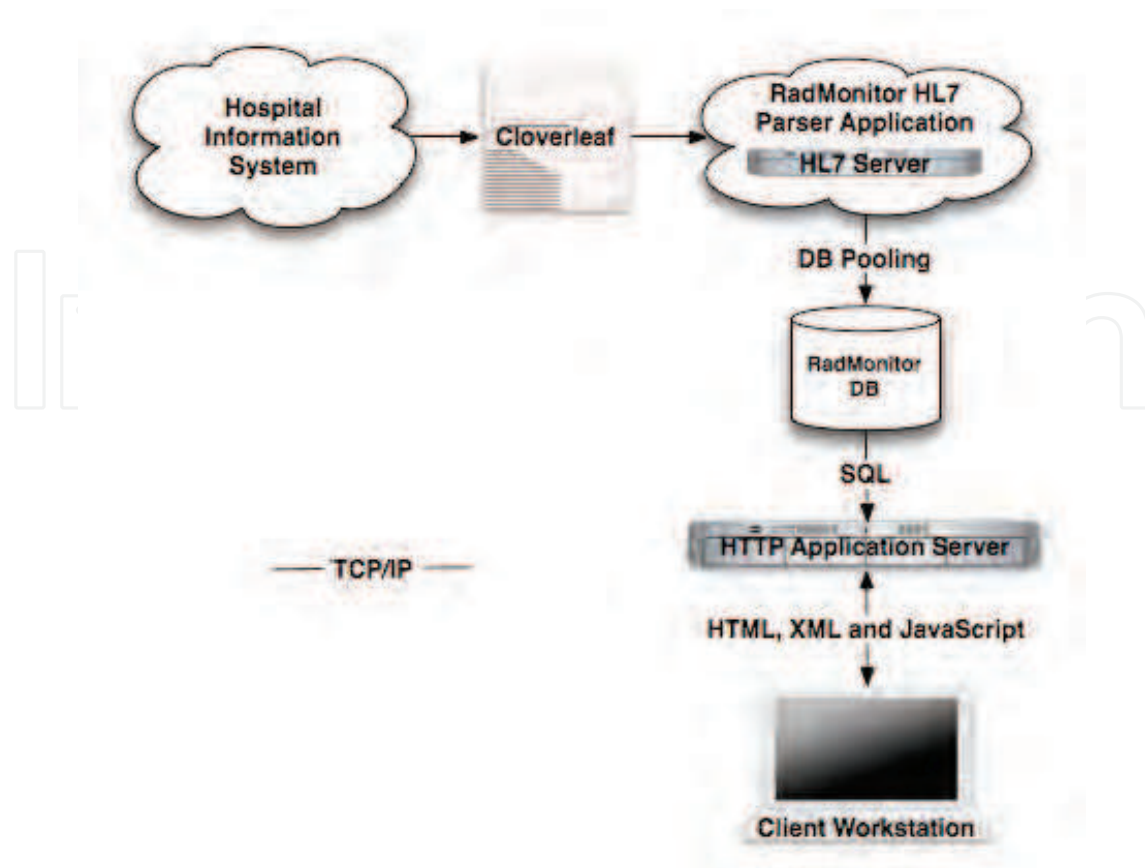 Hospital
Information
System
Cloverleaf
RadMonitor HL7
Parser Application
HL7 Server
DB Pooling
RadMonitor
DB
SQL
HTTP Application Server
TCP/IP
HTML, XML and JavaScript
Client Workstation